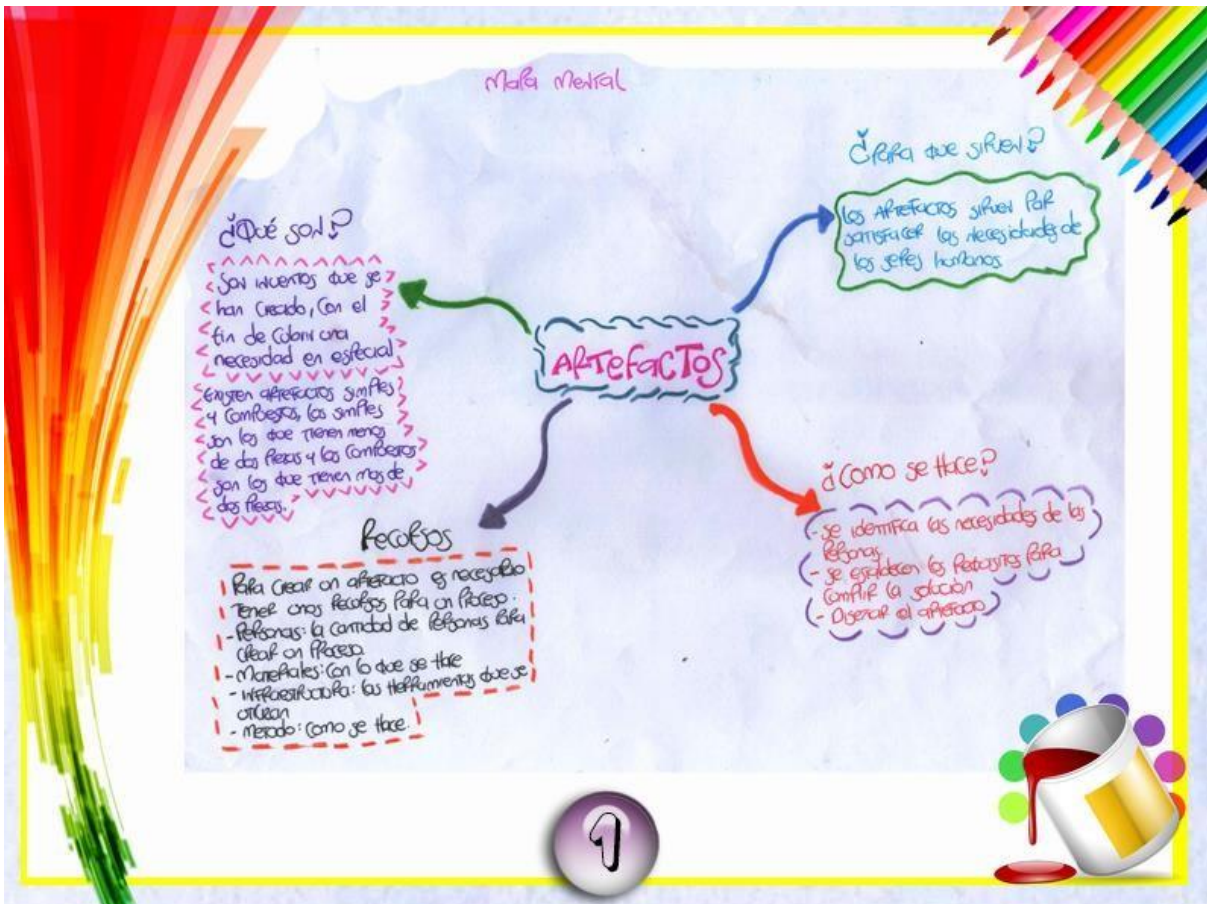 Mapa Mental
¿Qué son?
Son inventos que se
han creado, con el
fin de cubrir una
necesidad en especial
Existen artefactos simples
y compuestos, los simples
son los que tienen menos
de dos piezas y los compuestos
son los que tienen mas de
dos piezas.
¿Para que sirven?
Los artefactos sirven par
satisfacer las necesidades de
los seres humanos
ARTEFACTOS
¿Como se Hace?
- se identifica las necesidades de las
Personas
- se establecen los requisitos para
cumplir la solución
- Diseñar el artefacto
Recursos
Para crear un artefacto es necesario
Tener unos Recursos Para un Proceso.
- Personas: la cantidad de Personas para
crear un Proceso
- Materiales: con lo que se Hace
- infraestructura: las Herramientas que se
utilizan
- Metodo: como se Hace.
1